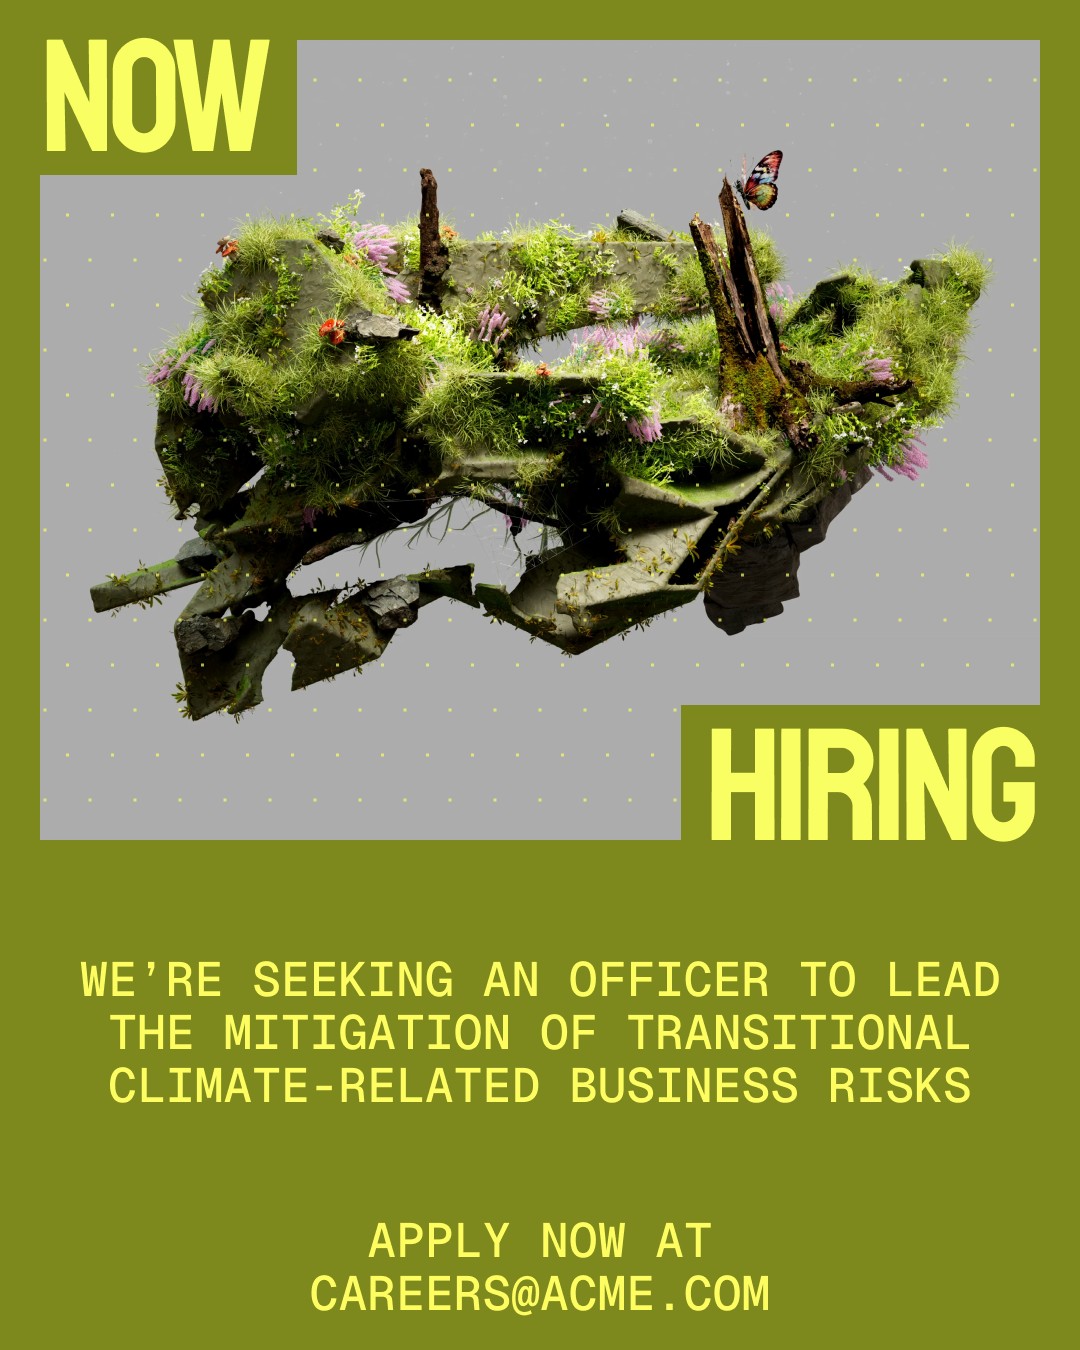 NOW
HIRING
WE’RE SEEKING AN OFFICER TO LEAD
THE MITIGATION OF TRANSITIONAL
CLIMATE-RELATED BUSINESS RISKS
APPLY NOW AT
CAREERS@ACME.COM